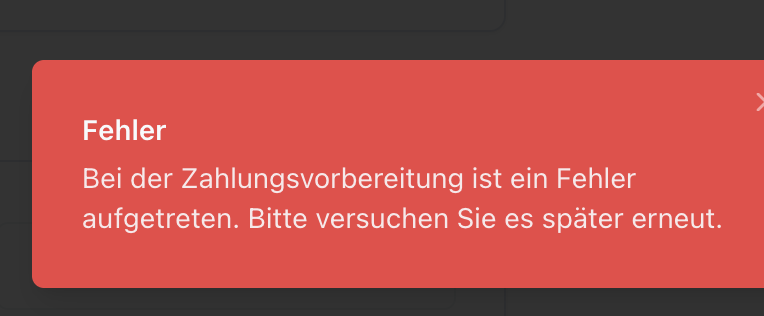 Fehler
Bei der Zahlungsvorbereitung ist ein Fehler
aufgetreten. Bitte versuchen Sie es später erneut.